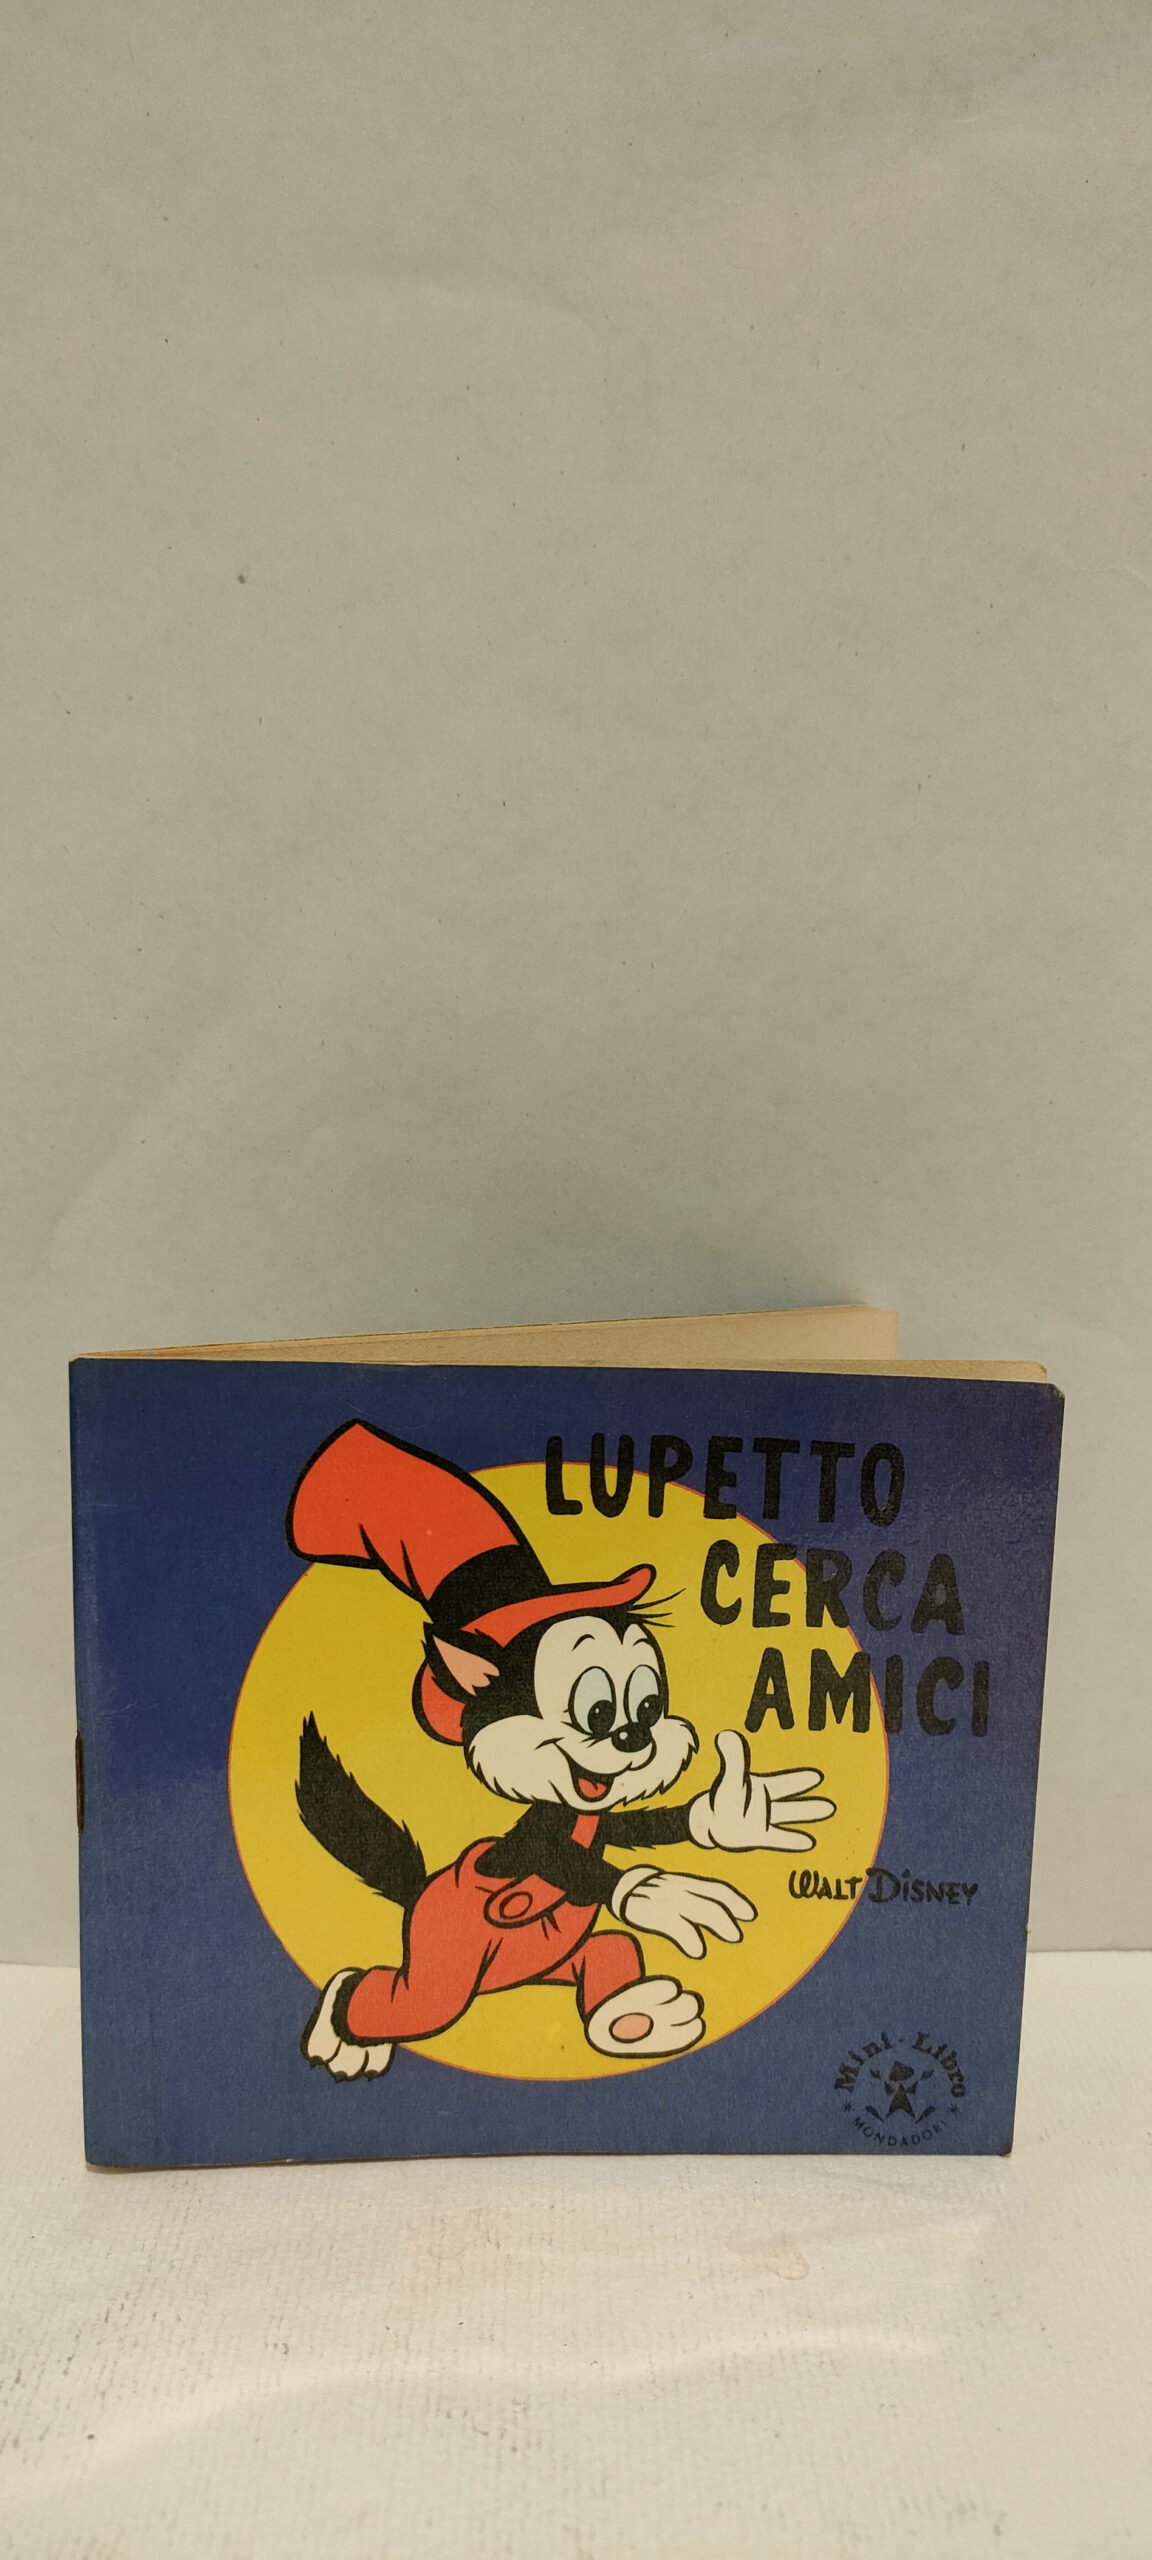 LUPETTO
CERCA
AMICI
WALT DISNEY
Mini-Libro
* MONDADORI *